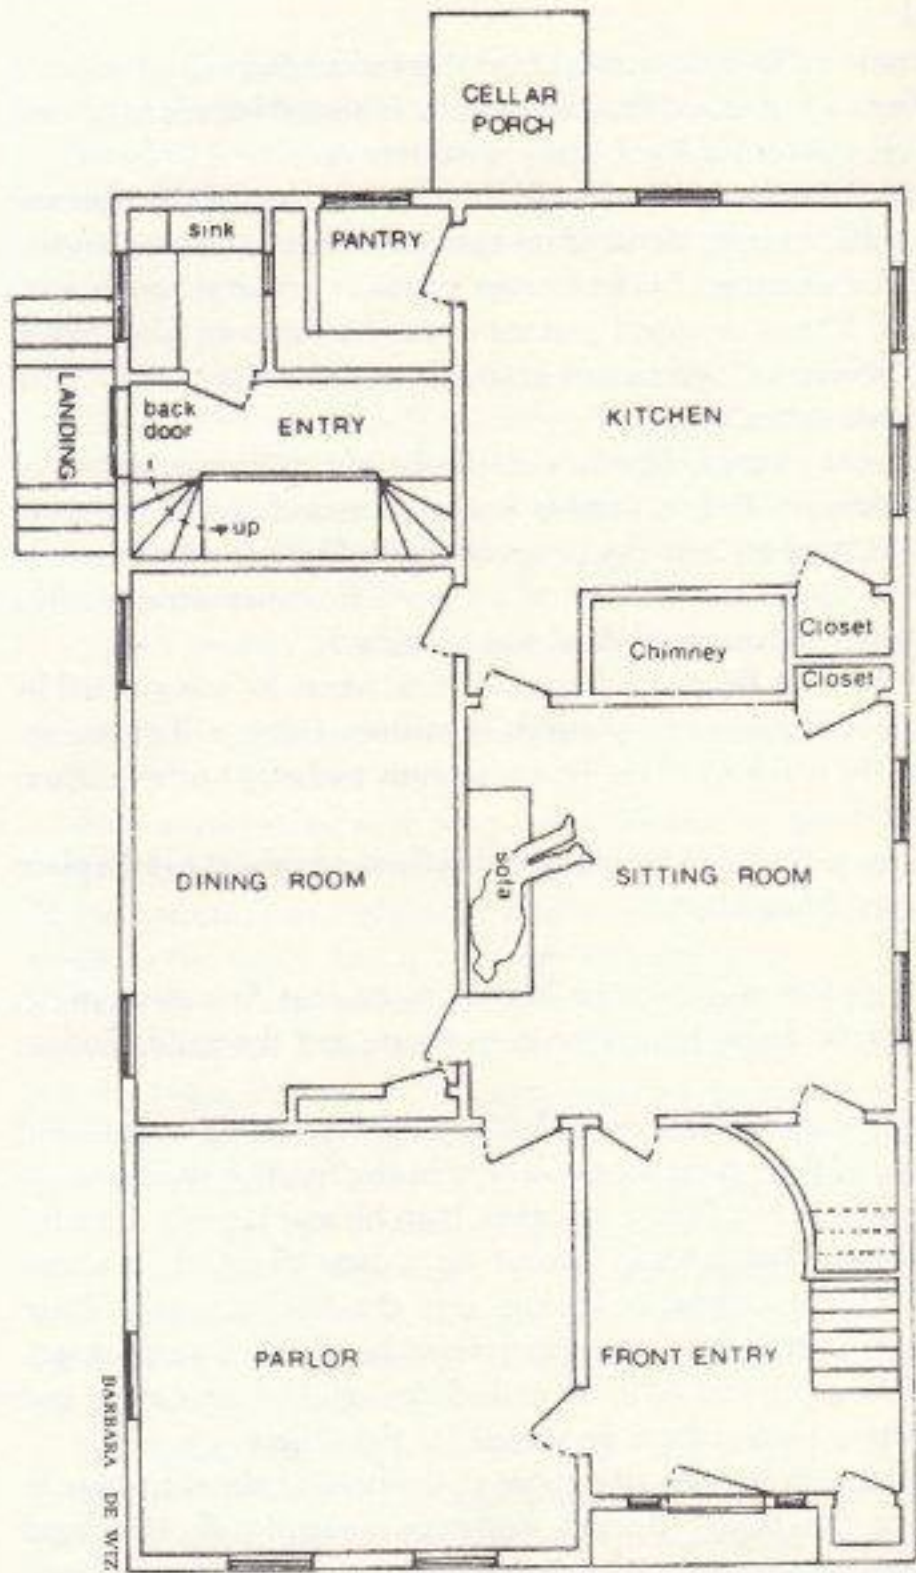 CELLAR
PORCH
sink
PANTRY
LANDING
back
door
ENTRY
KITCHEN
up
Closet
Chimney
Closet
DINING ROOM
sofa
SITTING ROOM
PARLOR
FRONT ENTRY
BARBARA DE WIZ